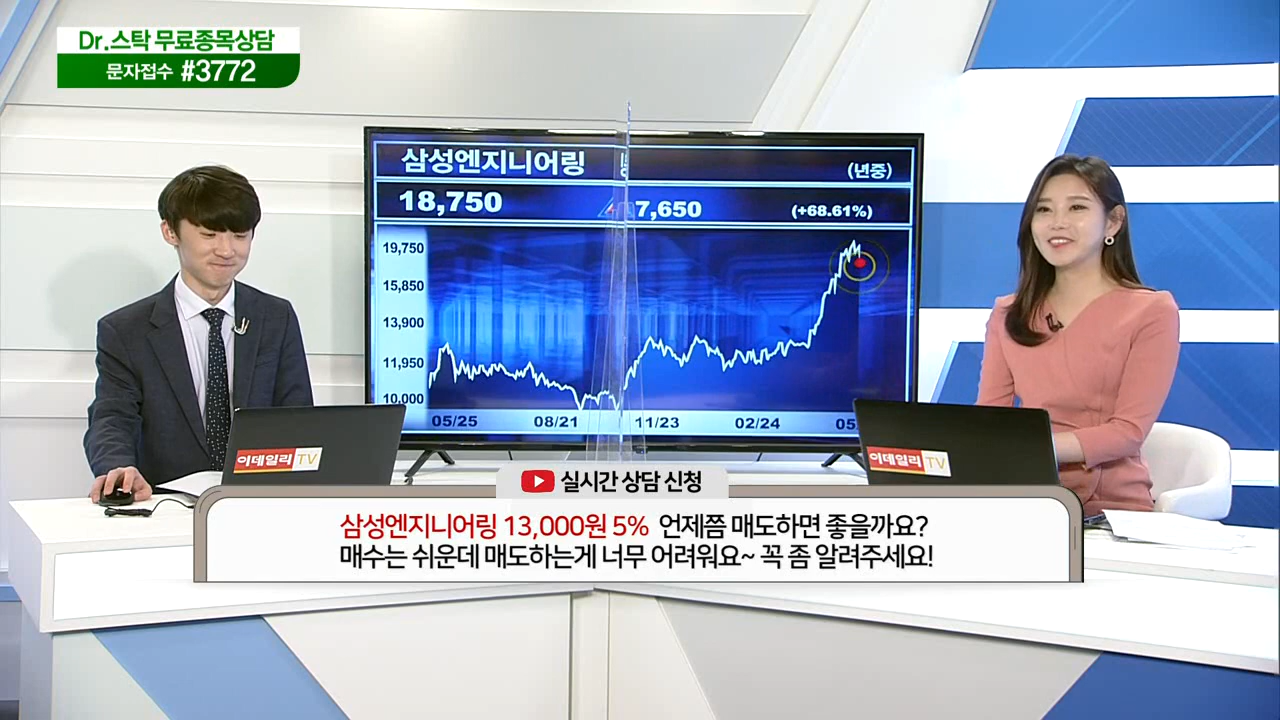 Dr.스탁 무료종목상담
문자접수 #3772
삼성엔지니어링
(년중)
18,750
7,650
(+68.61%)
19,750
15,850
13,900
11,950
10,000
05/25
08/21
11/23
02/24
05
이데일리TV
이데일리TV
실시간 상담 신청
삼성엔지니어링 13,000원 5% 언제쯤 매도하면 좋을까요?
매수는 쉬운데 매도하는게 너무 어려워요~ 꼭 좀 알려주세요!